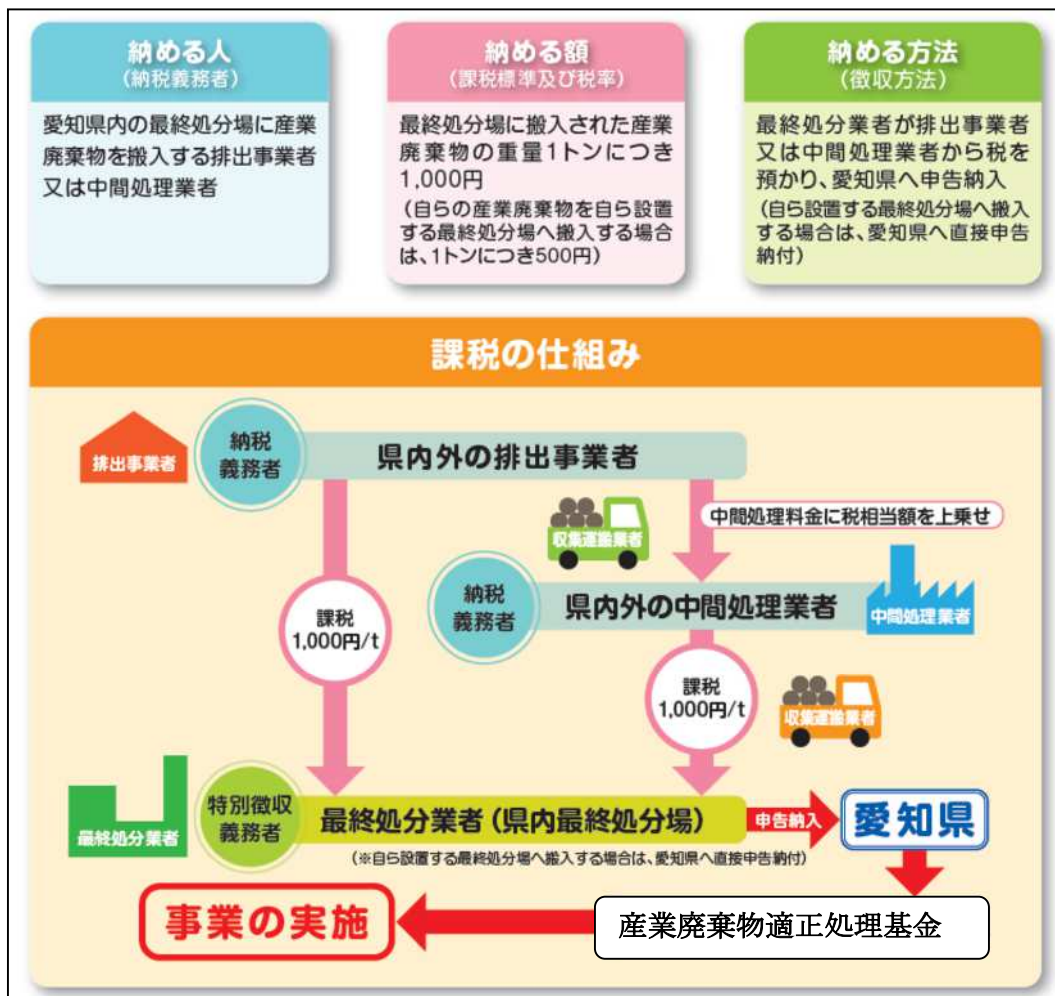 納める人
(納税義務者)
愛知県内の最終処分場に産業
廃棄物を搬入する排出事業者
又は中間処理業者
納める額
(課税標準及び税率)
最終処分場に搬入された産業
廃棄物の重量1トンにつき
1,000円
(自らの産業廃棄物を自ら設置
する最終処分場へ搬入する場合
は、1トンにつき500円)
納める方法
(徴収方法)
最終処分業者が排出事業者
又は中間処理業者から税を
預かり、愛知県へ申告納入
(自ら設置する最終処分場へ搬入
する場合は、愛知県へ直接申告
納付)
課税の仕組み
排出事業者
納税
義務者
県内外の排出事業者
収集運搬業者
中間処理料金に税相当額を上乗せ
課税
1,000円/t
納税
義務者
県内外の中間処理業者
中間処理業者
課税
1,000円/t
収集運搬業者
最終処分業者
特別徴収
義務者
最終処分業者(県内最終処分場)
申告納入
愛知県
(※自ら設置する最終処分場へ搬入する場合は、愛知県へ直接申告納付)
事業の実施
産業廃棄物適正処理基金